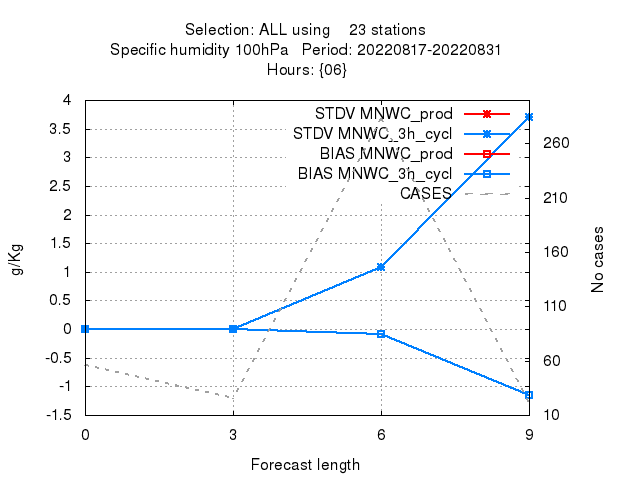 Selection: ALL using 23 stations
Specific humidity 100hPa Period: 20220817-20220831
Hours: {06}
STDV MNWC_prod
STDV MNWC_3h_cycl
BIAS MNWC_prod
BIAS MNWC_3h_cycl
CASES
4
3.5
3
2.5
2
1.5
1
0.5
0
-0.5
-1
-1.5
g/Kg
260
210
160
110
60
10
No cases
0 3 6 9
Forecast length